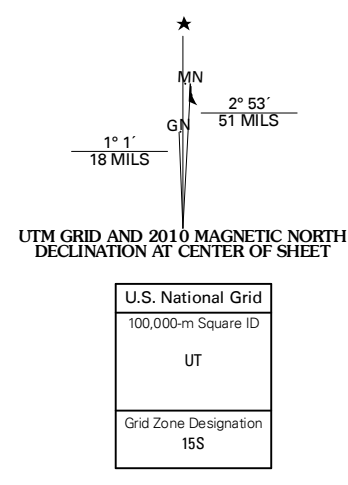 MN
2° 53´
51 MILS
GN
1° 1´
18 MILS
UTM GRID AND 2010 MAGNETIC NORTH
DECLINATION AT CENTER OF SHEET
U.S. National Grid
100,000-m Square ID
UT
Grid Zone Designation
15S